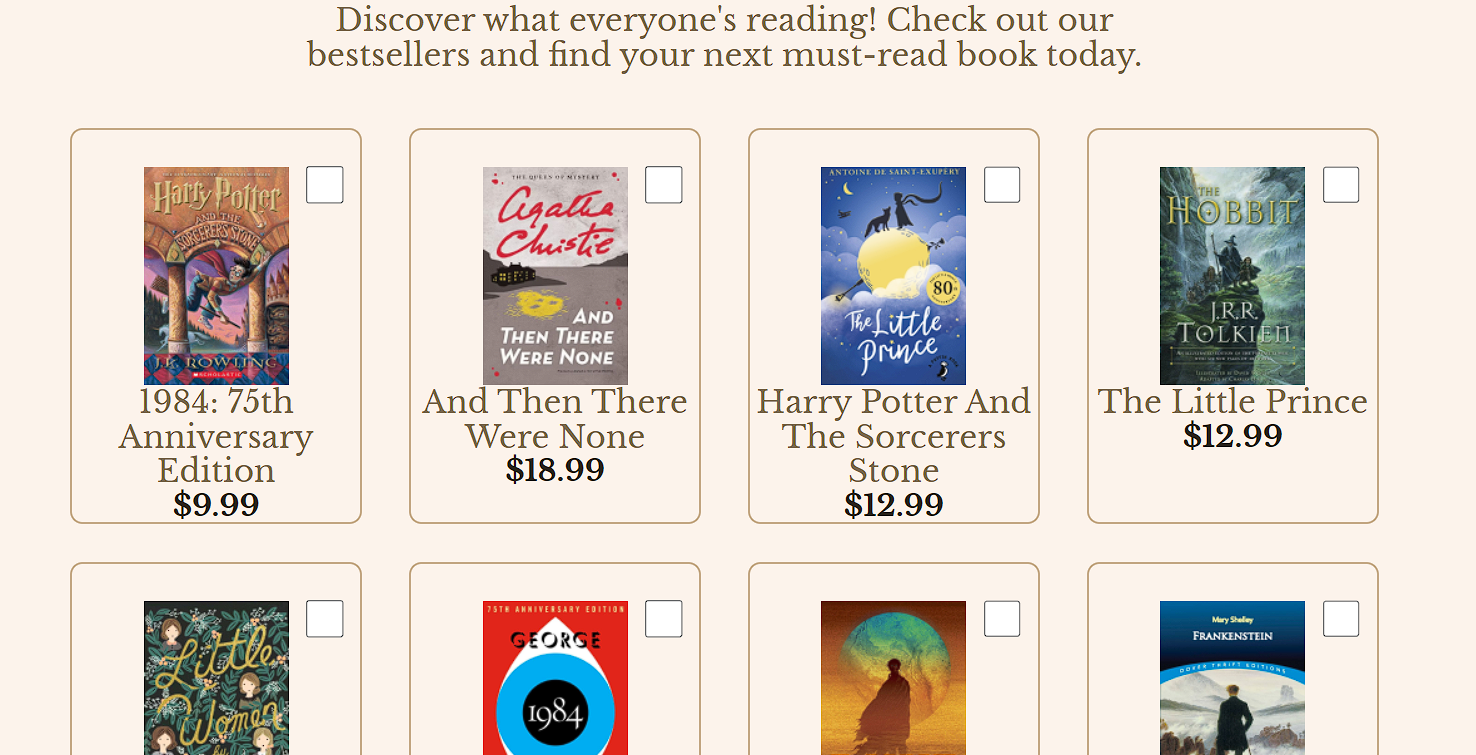 Discover what everyone's reading! Check out our
bestsellers and find your next must-read book today.
Harry Potter
AND THE
SORCERER'S STONE
J.K. ROWLING
SCHOLASTIC
1984: 75th
Anniversary
Edition
$9.99
THE QUEEN OF MYSTERY
Agatha
Christie
AND
THEN THERE
WERE NONE
And Then There
Were None
$18.99
ANTOINE DE SAINT-EXUPÉRY
80
The Little
Prince
Harry Potter And
The Sorcerers
Stone
$12.99
THE
HOBBIT
J.R.R.
TOLKIEN
The Little Prince
$12.99
Little
Women
75TH ANNIVERSARY EDITION
GEORGE
1984
Mary Shelley
FRANKENSTEIN
DOVER THRIFT EDITIONS